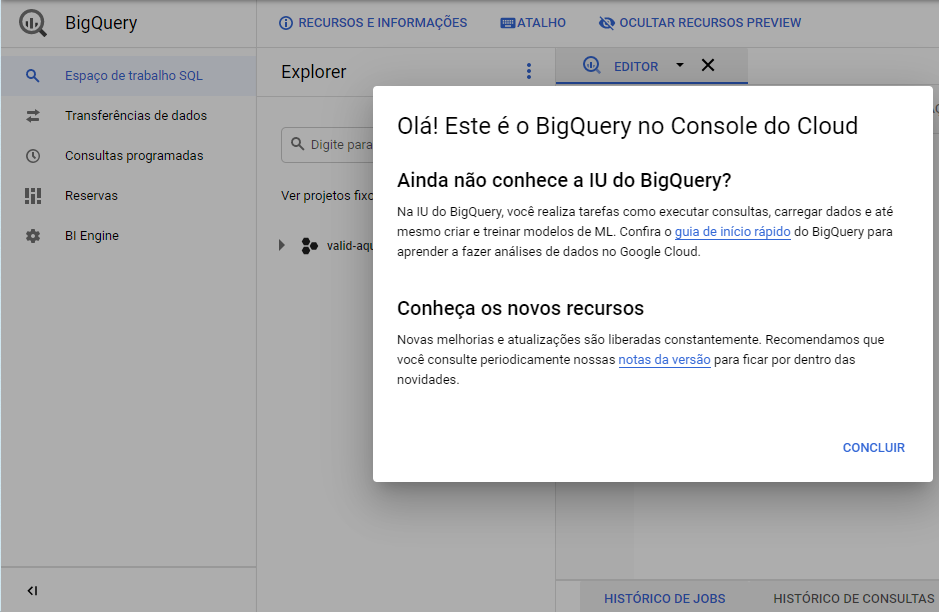 BigQuery
RECURSOS E INFORMAÇÕES
ATALHO
OCULTAR RECURSOS PREVIEW
Espaço de trabalho SQL
Transferências de dados
Consultas programadas
Reservas
BI Engine
Explorer
Digite para
Ver projetos fixo
valid-aqu
EDITOR
Olá! Este é o BigQuery no Console do Cloud
Ainda não conhece a IU do BigQuery?
Na IU do BigQuery, você realiza tarefas como executar consultas, carregar dados e até
mesmo criar e treinar modelos de ML. Confira o guia de início rápido do BigQuery para
aprender a fazer análises de dados no Google Cloud.
Conheça os novos recursos
Novas melhorias e atualizações são liberadas constantemente. Recomendamos que
você consulte periodicamente nossas notas da versão para ficar por dentro das
novidades.
CONCLUIR
HISTÓRICO DE JOBS
HISTÓRICO DE CONSULTAS